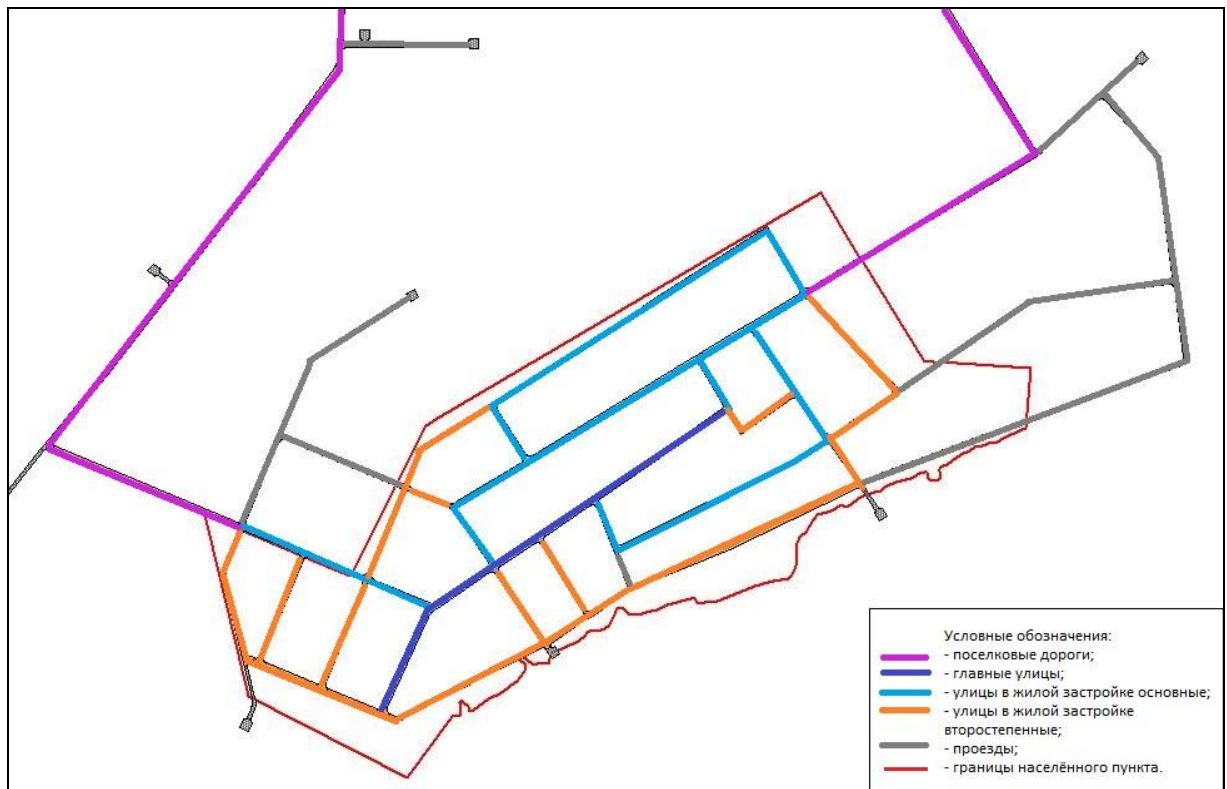 Условные обозначения:
- поселковые дороги;
- главные улицы;
- улицы в жилой застройке основные;
- улицы в жилой застройке
второстепенные;
- проезды;
- границы населённого пункта.